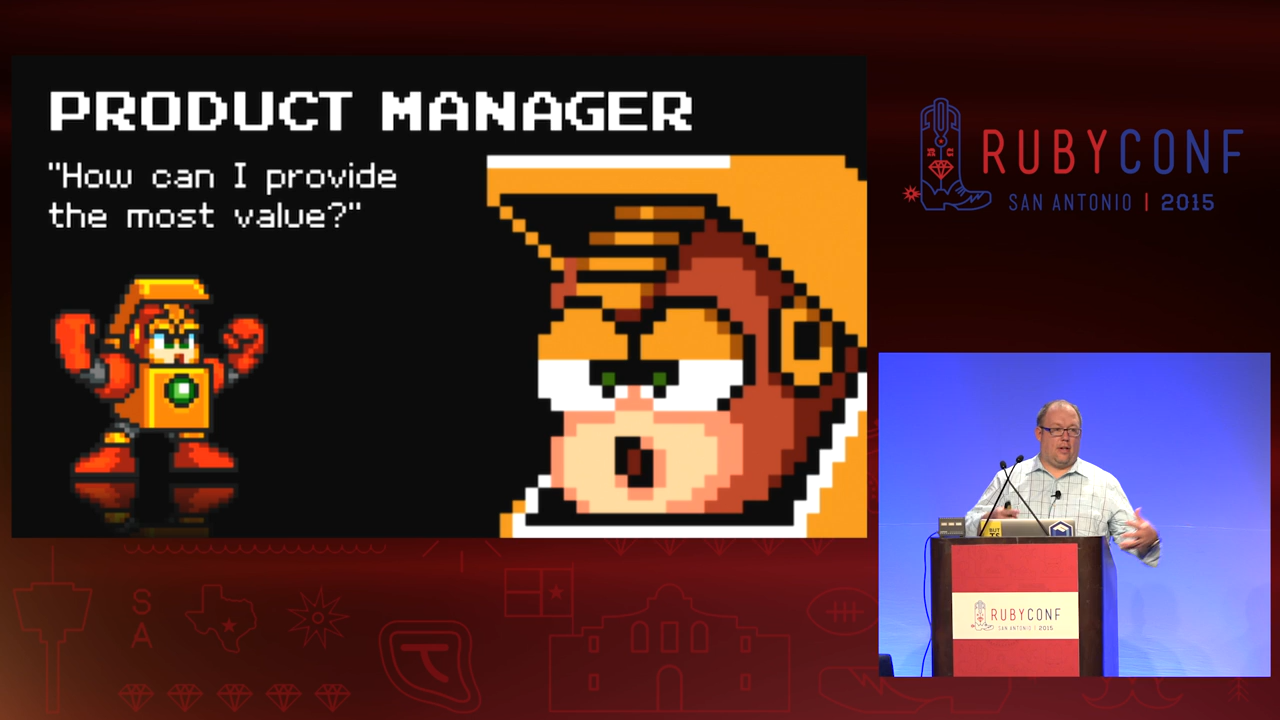 PRODUCT MANAGER
"How can I provide
the most value?"
RUBYCONF
SAN ANTONIO | 2015
RUBYCONF
SAN ANTONIO | 2015
S
A